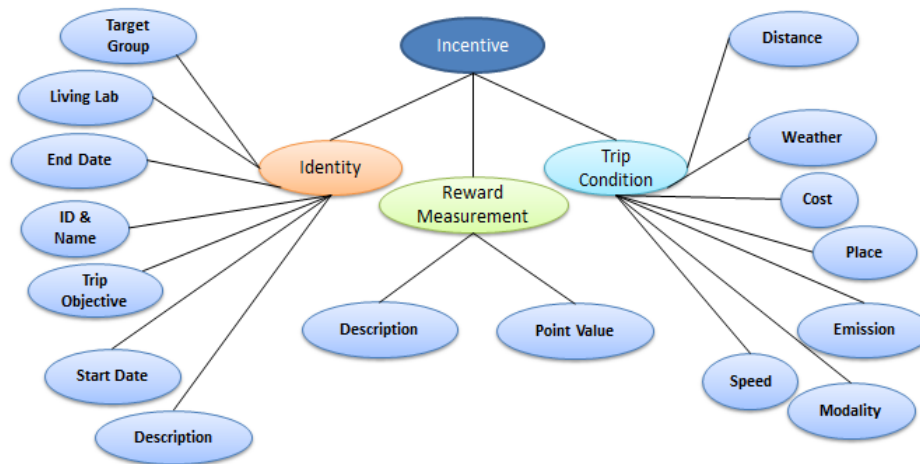 Target
Group
Incentive
Distance
Living Lab
Weather
End Date
Identity
Trip
Condition
Reward
Measurement
Cost
ID &
Name
Place
Trip
Objective
Description
Point Value
Emission
Start Date
Speed
Modality
Description